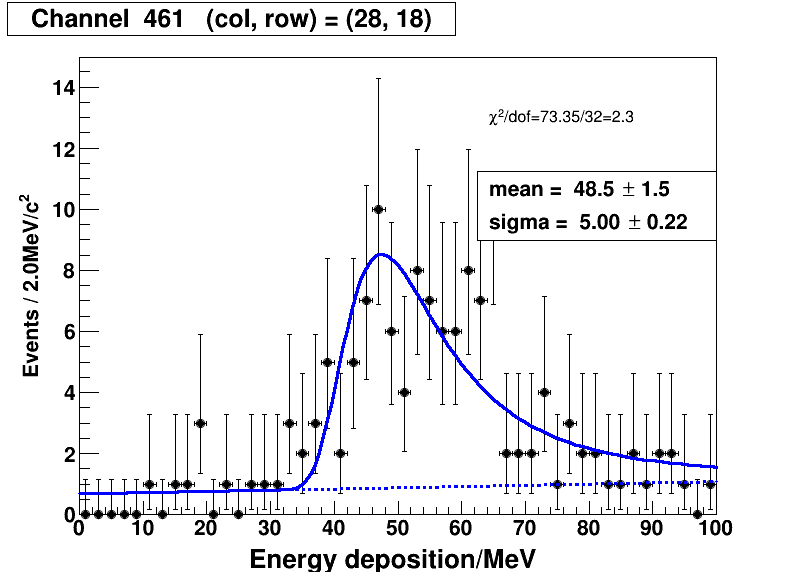 Channel 461 (col, row) = (28, 18)
χ²/dof=73.35/32=2.3
mean = 48.5 ± 1.5
sigma = 5.00 ± 0.22
Events / 2.0MeV/c²
14
12
10
8
6
4
2
0
0 10 20 30 40 50 60 70 80 90 100
Energy deposition/MeV